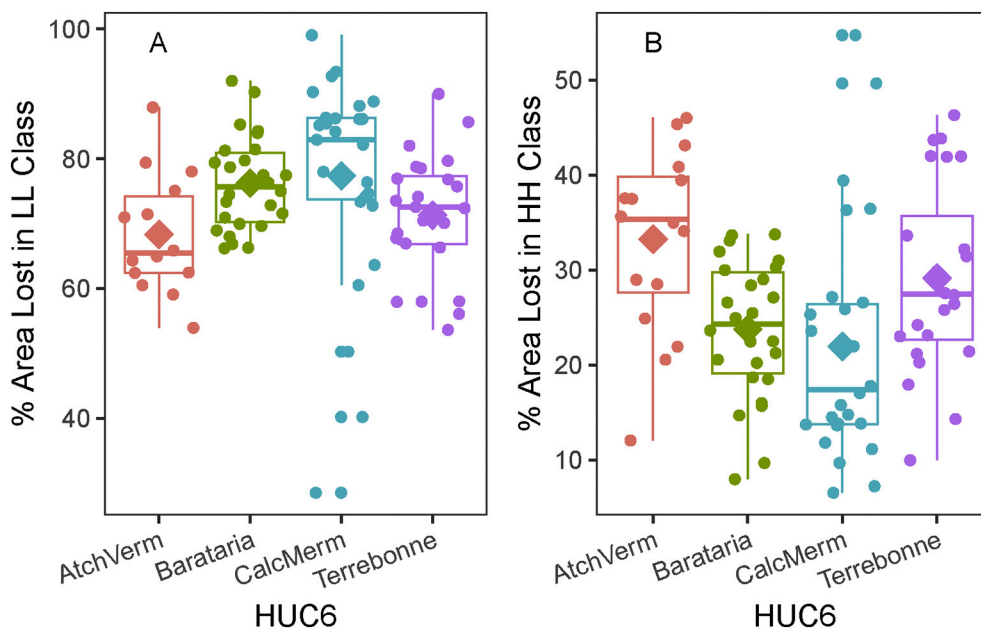 A
% Area Lost in LL Class
100
80
60
40
AtchVerm
Barataria
CalcMerm
Terrebonne
HUC6
B
% Area Lost in HH Class
50
40
30
20
10
AtchVerm
Barataria
CalcMerm
Terrebonne
HUC6